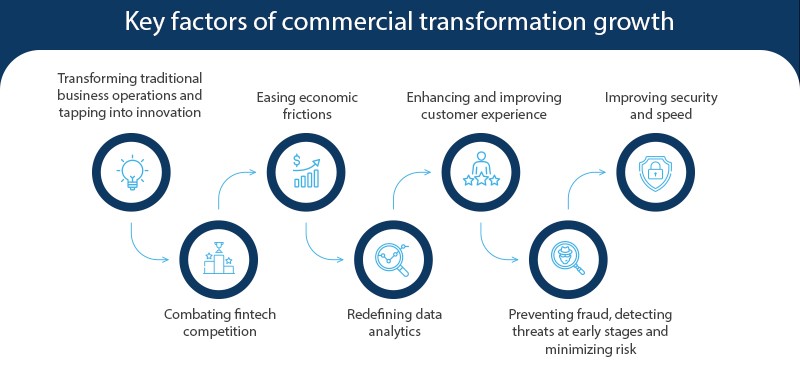 Key factors of commercial transformation growth
Transforming traditional
business operations and
tapping into innovation
Combating fintech
competition
Easing economic
frictions
$
Redefining data
analytics
Enhancing and improving
customer experience
Preventing fraud, detecting
threats at early stages and
minimizing risk
Improving security
and speed